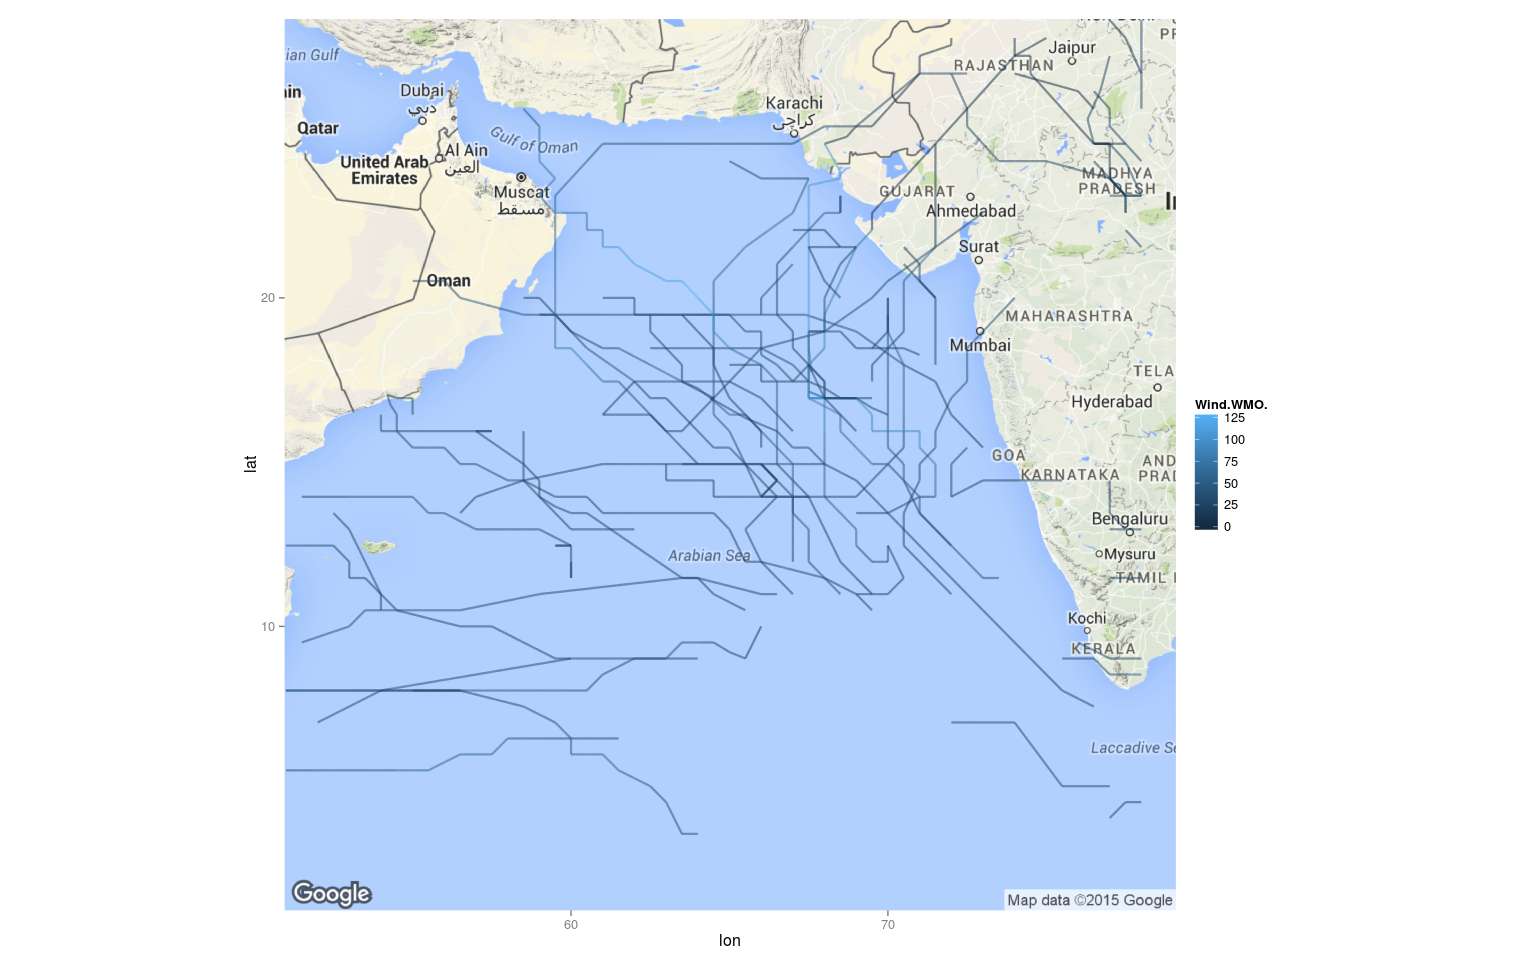 ian Gulf
Jaipur
RAJASTHAN
ain
Dubai
دبي
Karachi
كراچى
Qatar
Gulf of Oman
Al Ain
العين
United Arab
Emirates
MADHYA
PRADESH
Muscat
مسقط
GUJARAT
Ahmedabad
Surat
Oman
20
MAHARASHTRA
Mumbai
TELA
Hyderabad
Wind.WMO.
125
100
75
50
25
0
GOA
KARNATAKA
AND
PRAD
lat
Bengaluru
Arabian Sea
Mysuru
TAMIL
10
Kochi
KERALA
Laccadive Se
Google
Map data ©2015 Google
60
70
lon